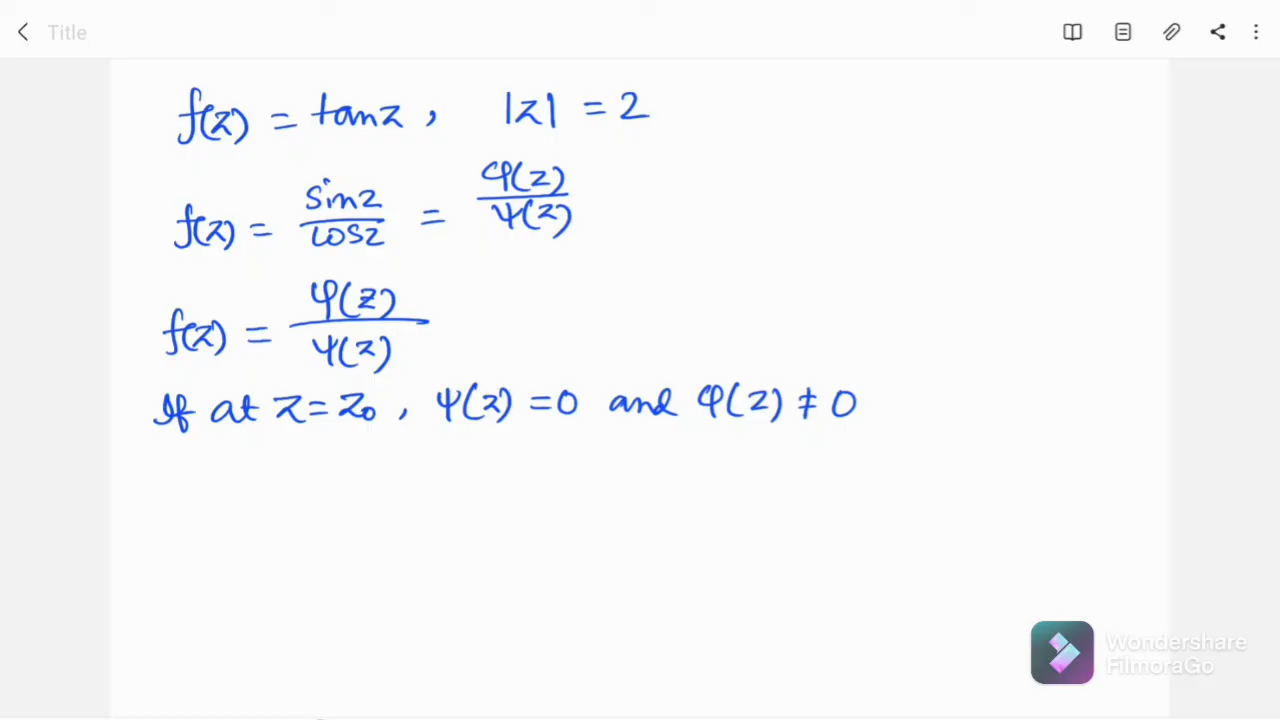 Title
f(z) = tanz , |z| = 2
f(z) = sinz/cosz = φ(z)/ψ(z)
f(z) = φ(z)/ψ(z)
If at z = z₀ , ψ(z) = 0 and φ(z) ≠ 0
Wondershare
FilmoraGo